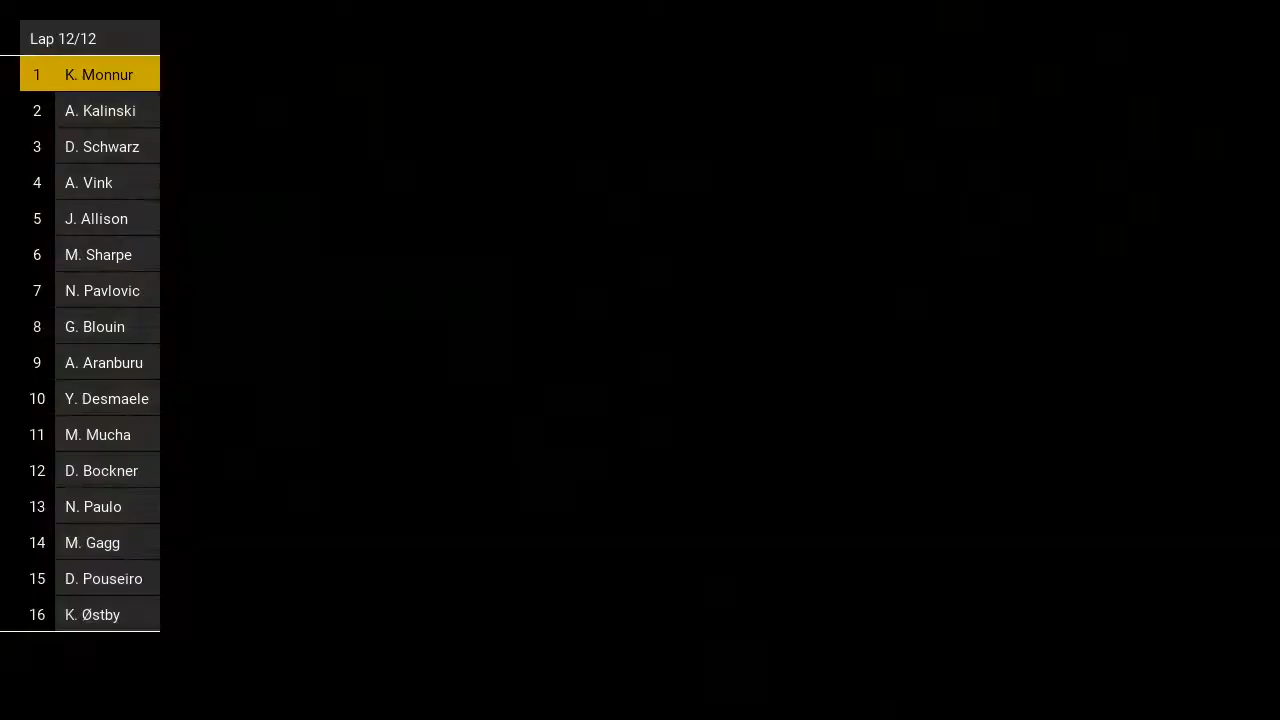 Lap 12/12
1 K. Monnur
2 A. Kalinski
3 D. Schwarz
4 A. Vink
5 J. Allison
6 M. Sharpe
7 N. Pavlovic
8 G. Blouin
9 A. Aranburu
10 Y. Desmaele
11 M. Mucha
12 D. Bockner
13 N. Paulo
14 M. Gagg
15 D. Pouseiro
16 K. Østby